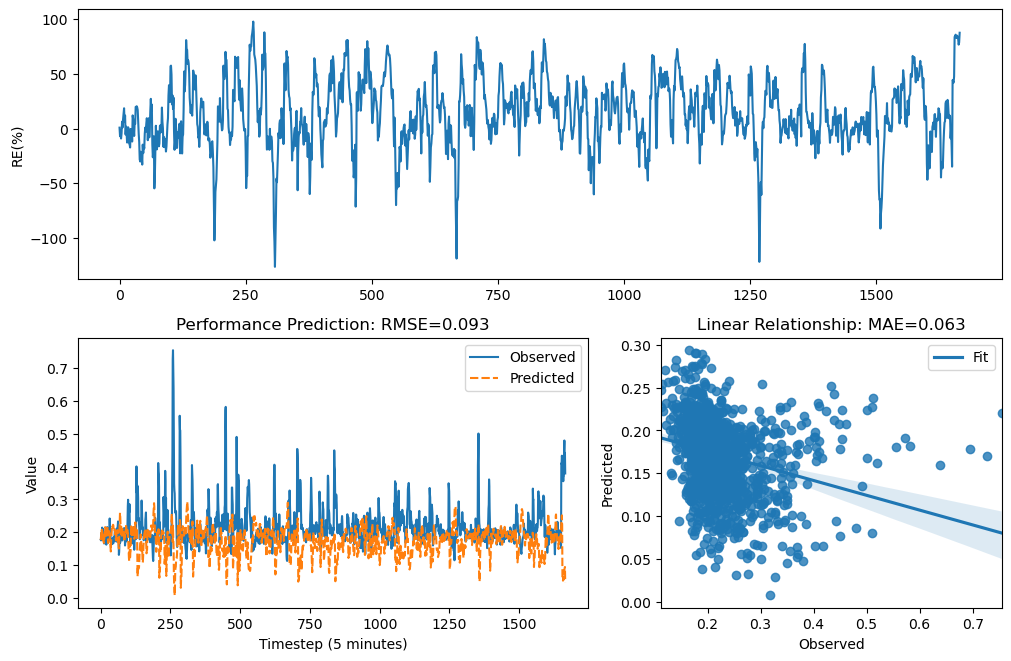 100
50
0
−50
−100
RE(%)
0 250 500 750 1000 1250 1500
Performance Prediction: RMSE=0.093
Observed
Predicted
0.7
0.6
0.5
0.4
0.3
0.2
0.1
0.0
Value
0 250 500 750 1000 1250 1500
Timestep (5 minutes)
Linear Relationship: MAE=0.063
Fit
0.30
0.25
0.20
0.15
0.10
0.05
0.00
Predicted
0.2 0.3 0.4 0.5 0.6 0.7
Observed